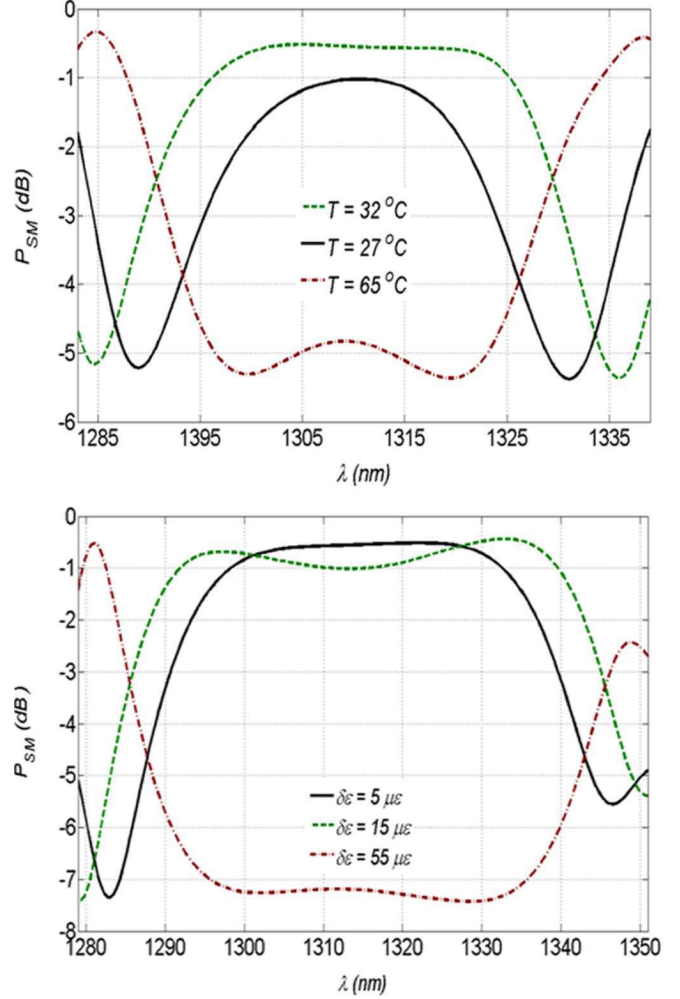 0
-1
-2
-3
-4
-5
-6
P_SM (dB)
T = 32 °C
T = 27 °C
T = 65 °C
1285 1395 1305 1315 1325 1335
λ (nm)
0
-1
-2
-3
-4
-5
-6
-7
-8
P_SM (dB)
δε = 5 με
δε = 15 με
δε = 55 με
1280 1290 1300 1310 1320 1330 1340 1350
λ (nm)